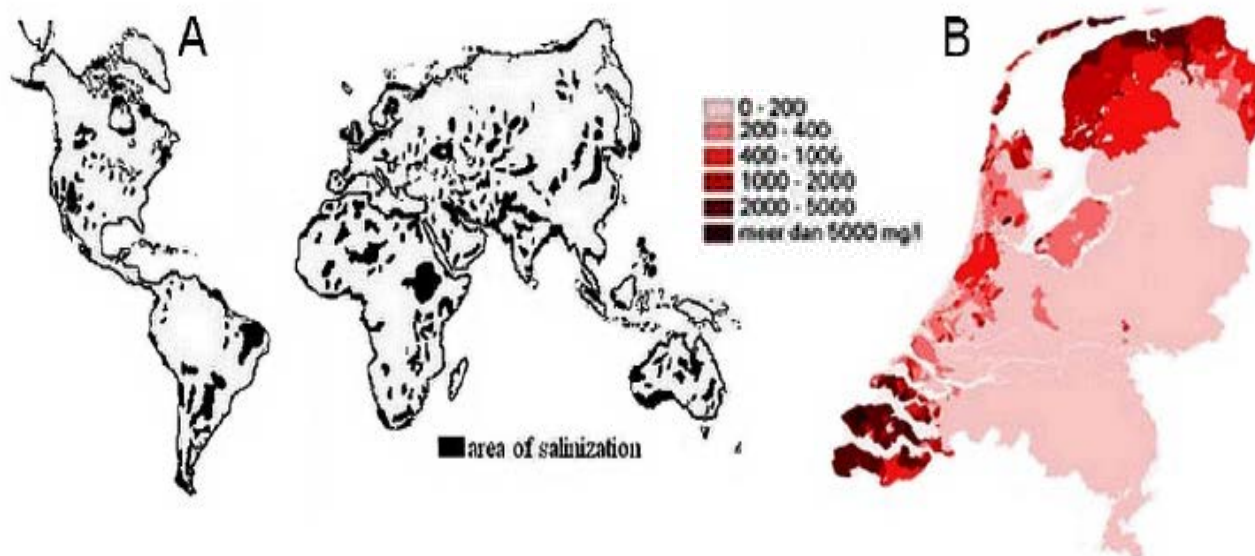 A
B
0 - 200
200 - 400
400 - 1000
1000 - 2000
2000 - 5000
meer dan 5000 mg/l
area of salinization